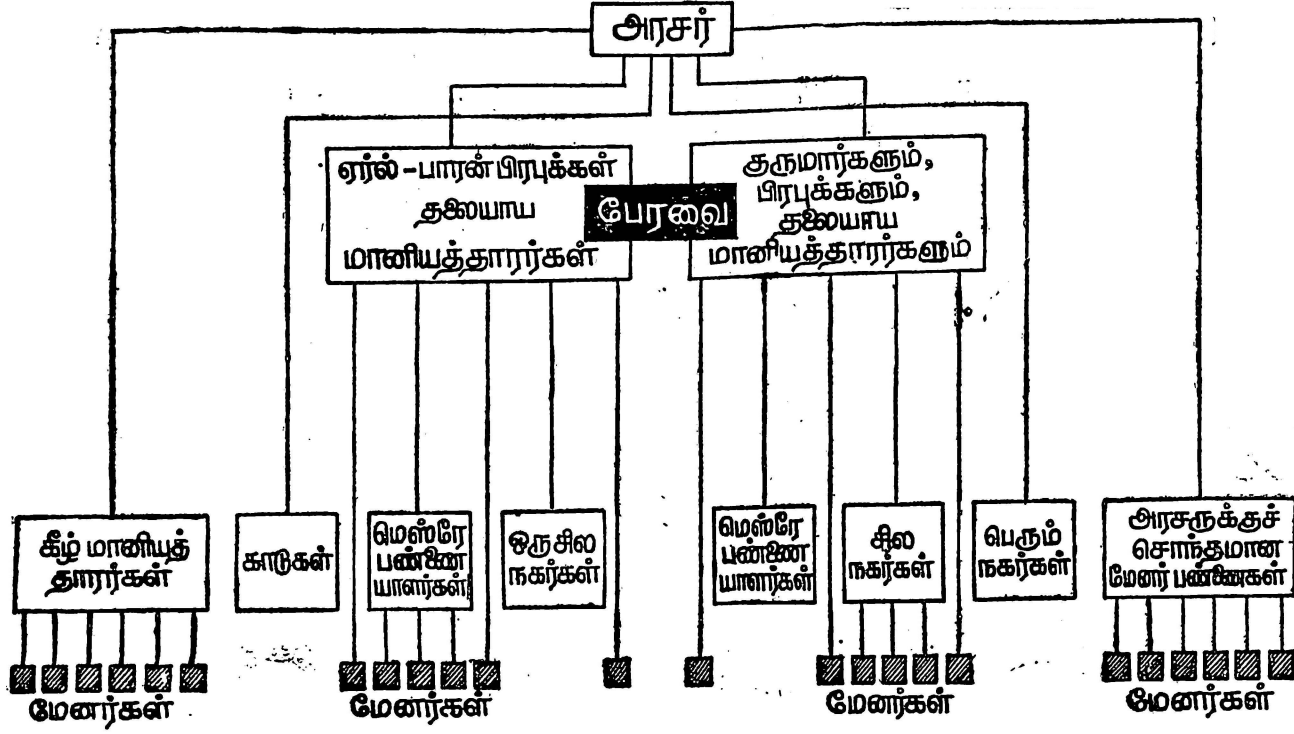 அரசர்
ஏர்ல் - பாரன் பிரபுக்கள்
தலையாய
மானியத்தாரர்கள்
பேரவை
குருமார்களும்,
பிரபுக்களும்,
தலையாய
மானியத்தாரர்களும்
கீழ் மானியத்
தாரர்கள்
காடுகள்
மெஸ்ரே
பண்ணை
யாளர்கள்
ஒருசில
நகர்கள்
மெஸ்ரே
பண்ணை
யாளர்கள்
சில
நகர்கள்
பெரும்
நகர்கள்
அரசருக்குச்
சொந்தமான
மேனர் பண்ணைகள்
மேனர்கள்
மேனர்கள்
மேனர்கள்
மேனர்கள்